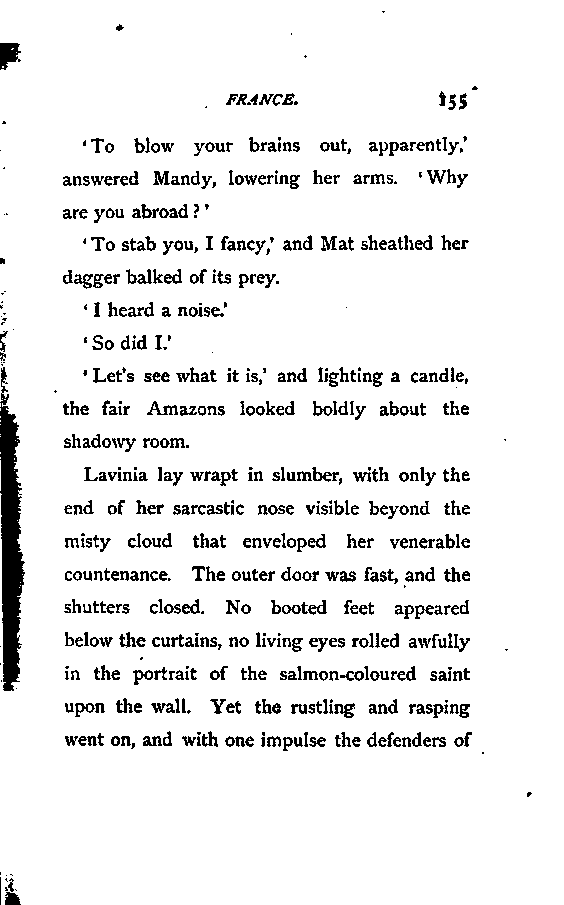 FRANCE. 155
‘To blow your brains out, apparently,’
answered Mandy, lowering her arms. ‘Why
are you abroad?’
‘To stab you, I fancy,’ and Mat sheathed her
dagger balked of its prey.
‘I heard a noise.’
‘So did I.’
‘Let’s see what it is,’ and lighting a candle,
the fair Amazons looked boldly about the
shadowy room.
Lavinia lay wrapt in slumber, with only the
end of her sarcastic nose visible beyond the
misty cloud that enveloped her venerable
countenance. The outer door was fast, and the
shutters closed. No booted feet appeared
below the curtains, no living eyes rolled awfully
in the portrait of the salmon-coloured saint
upon the wall. Yet the rustling and rasping
went on, and with one impulse the defenders of